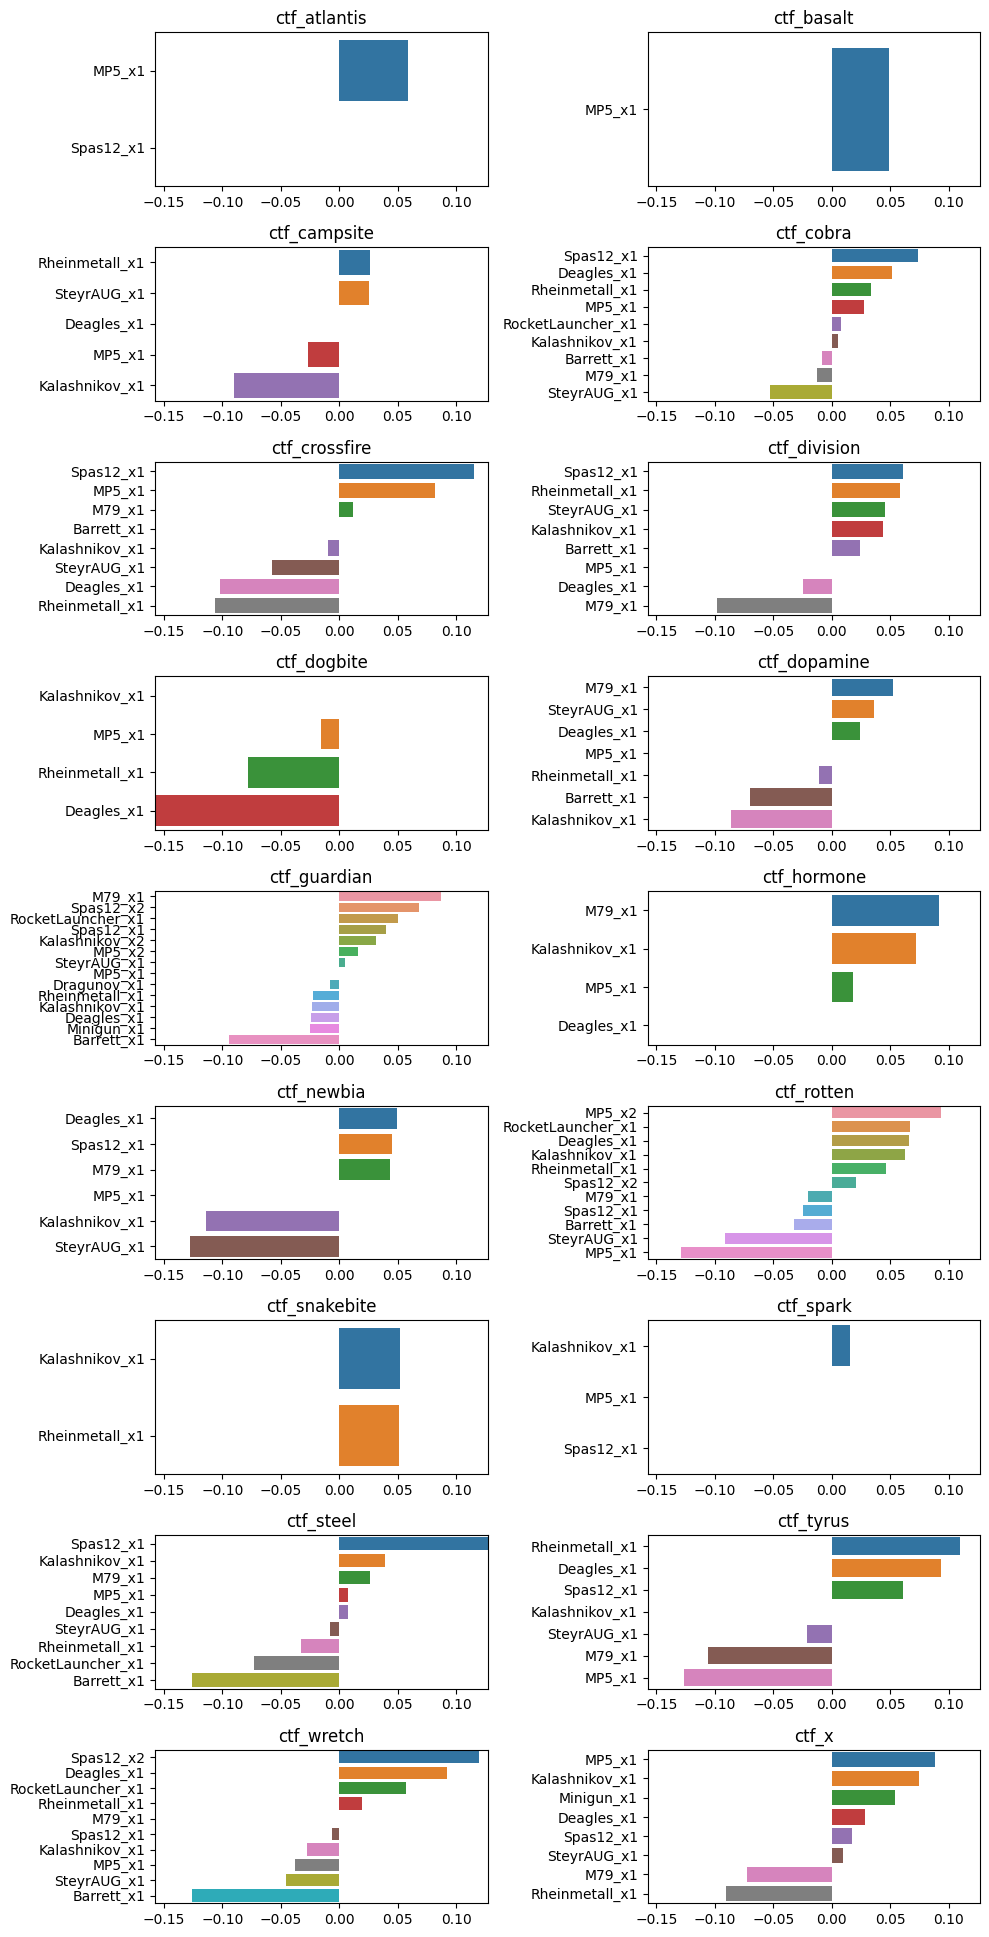 ctf_atlantis
MP5_x1
Spas12_x1
−0.15 −0.10 −0.05 0.00 0.05 0.10
ctf_basalt
MP5_x1
−0.15 −0.10 −0.05 0.00 0.05 0.10
ctf_campsite
Rheinmetall_x1
SteyrAUG_x1
Deagles_x1
MP5_x1
Kalashnikov_x1
−0.15 −0.10 −0.05 0.00 0.05 0.10
ctf_cobra
Spas12_x1
Deagles_x1
Rheinmetall_x1
MP5_x1
RocketLauncher_x1
Kalashnikov_x1
Barrett_x1
M79_x1
SteyrAUG_x1
−0.15 −0.10 −0.05 0.00 0.05 0.10
ctf_crossfire
Spas12_x1
MP5_x1
M79_x1
Barrett_x1
Kalashnikov_x1
SteyrAUG_x1
Deagles_x1
Rheinmetall_x1
−0.15 −0.10 −0.05 0.00 0.05 0.10
ctf_division
Spas12_x1
Rheinmetall_x1
SteyrAUG_x1
Kalashnikov_x1
Barrett_x1
MP5_x1
Deagles_x1
M79_x1
−0.15 −0.10 −0.05 0.00 0.05 0.10
ctf_dogbite
Kalashnikov_x1
MP5_x1
Rheinmetall_x1
Deagles_x1
−0.15 −0.10 −0.05 0.00 0.05 0.10
ctf_dopamine
M79_x1
SteyrAUG_x1
Deagles_x1
MP5_x1
Rheinmetall_x1
Barrett_x1
Kalashnikov_x1
−0.15 −0.10 −0.05 0.00 0.05 0.10
ctf_guardian
M79_x1
Spas12_x2
RocketLauncher_x1
Spas12_x1
Kalashnikov_x2
MP5_x2
SteyrAUG_x1
MP5_x1
Dragunov_x1
Rheinmetall_x1
Kalashnikov_x1
Deagles_x1
Minigun_x1
Barrett_x1
−0.15 −0.10 −0.05 0.00 0.05 0.10
ctf_hormone
M79_x1
Kalashnikov_x1
MP5_x1
Deagles_x1
−0.15 −0.10 −0.05 0.00 0.05 0.10
ctf_newbia
Deagles_x1
Spas12_x1
M79_x1
MP5_x1
Kalashnikov_x1
SteyrAUG_x1
−0.15 −0.10 −0.05 0.00 0.05 0.10
ctf_rotten
MP5_x2
RocketLauncher_x1
Deagles_x1
Kalashnikov_x1
Rheinmetall_x1
Spas12_x2
M79_x1
Spas12_x1
Barrett_x1
SteyrAUG_x1
MP5_x1
−0.15 −0.10 −0.05 0.00 0.05 0.10
ctf_snakebite
Kalashnikov_x1
Rheinmetall_x1
−0.15 −0.10 −0.05 0.00 0.05 0.10
ctf_spark
Kalashnikov_x1
MP5_x1
Spas12_x1
−0.15 −0.10 −0.05 0.00 0.05 0.10
ctf_steel
Spas12_x1
Kalashnikov_x1
M79_x1
MP5_x1
Deagles_x1
SteyrAUG_x1
Rheinmetall_x1
RocketLauncher_x1
Barrett_x1
−0.15 −0.10 −0.05 0.00 0.05 0.10
ctf_tyrus
Rheinmetall_x1
Deagles_x1
Spas12_x1
Kalashnikov_x1
SteyrAUG_x1
M79_x1
MP5_x1
−0.15 −0.10 −0.05 0.00 0.05 0.10
ctf_wretch
Spas12_x2
Deagles_x1
RocketLauncher_x1
Rheinmetall_x1
M79_x1
Spas12_x1
Kalashnikov_x1
MP5_x1
SteyrAUG_x1
Barrett_x1
−0.15 −0.10 −0.05 0.00 0.05 0.10
ctf_x
MP5_x1
Kalashnikov_x1
Minigun_x1
Deagles_x1
Spas12_x1
SteyrAUG_x1
M79_x1
Rheinmetall_x1
−0.15 −0.10 −0.05 0.00 0.05 0.10